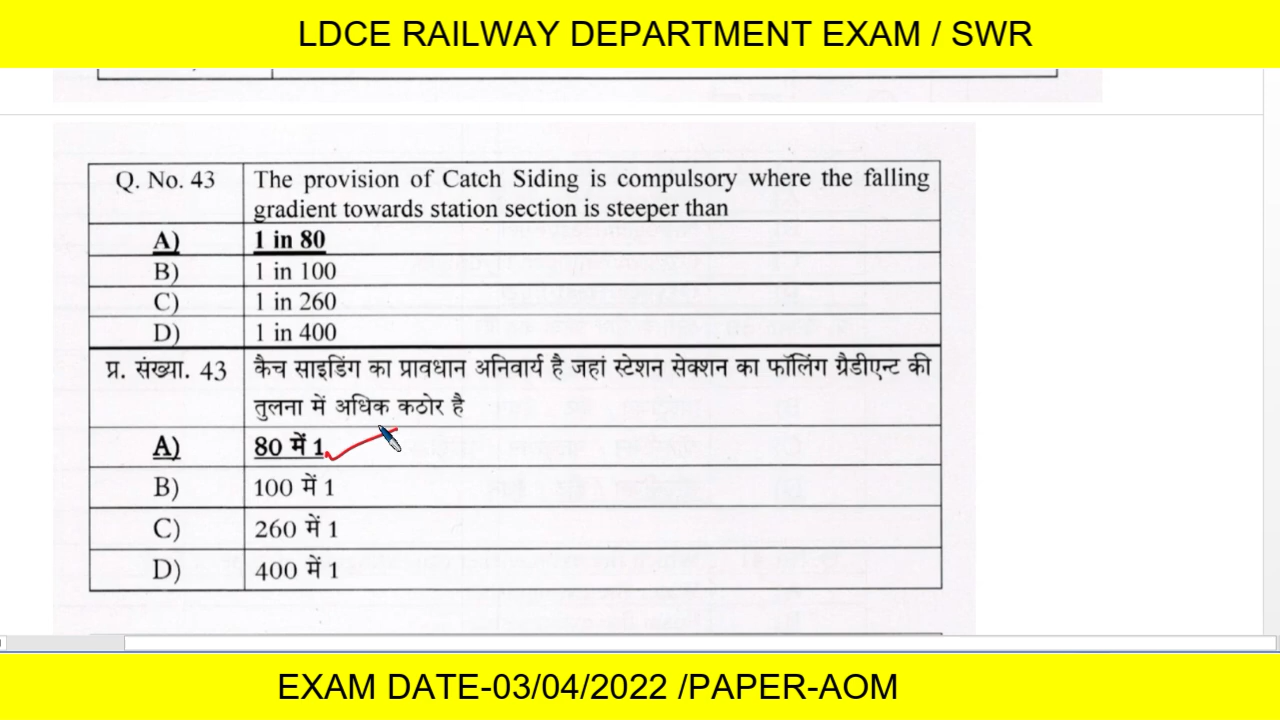 LDCE RAILWAY DEPARTMENT EXAM / SWR
Q. No. 43 The provision of Catch Siding is compulsory where the falling
gradient towards station section is steeper than
A) 1 in 80
B) 1 in 100
C) 1 in 260
D) 1 in 400
प्र. संख्या. 43 कैच साइडिंग का प्रावधान अनिवार्य है जहां स्टेशन सेक्शन का फॉलिंग ग्रैडीएन्ट की
तुलना में अधिक कठोर है
A) 80 में 1
B) 100 में 1
C) 260 में 1
D) 400 में 1
EXAM DATE-03/04/2022 /PAPER-AOM